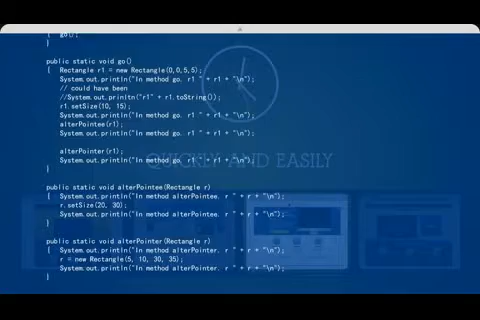 { go();
}
public static void go()
{ Rectangle r1 = new Rectangle(0,0,5,5);
System.out.println("In method go. r1 " + r1 + "\n");
// could have been
//System.out.prinitn("r1" + r1.toString());
r1.setSize(10, 15);
System.out.println("In method go. r1 " + r1 + "\n");
alterPointee(r1);
System.out.println("In method go. r1 " + r1 + "\n");
alterPointer(r1);
System.out.println("In method go. r1 " + r1 + "\n");
}
QUICKLY AND EASILY
public static void alterPointee(Rectangle r)
{ System.out.println("In method alterPointee. r " + r + "\n");
r.setSize(20, 30);
System.out.println("In method alterPointee. r " + r + "\n");
}
public static void alterPointer(Rectangle r)
{ System.out.println("In method alterPointer. r " + r + "\n");
r = new Rectangle(5, 10, 30, 35);
System.out.println("In method alterPointer. r " + r + "\n");
}